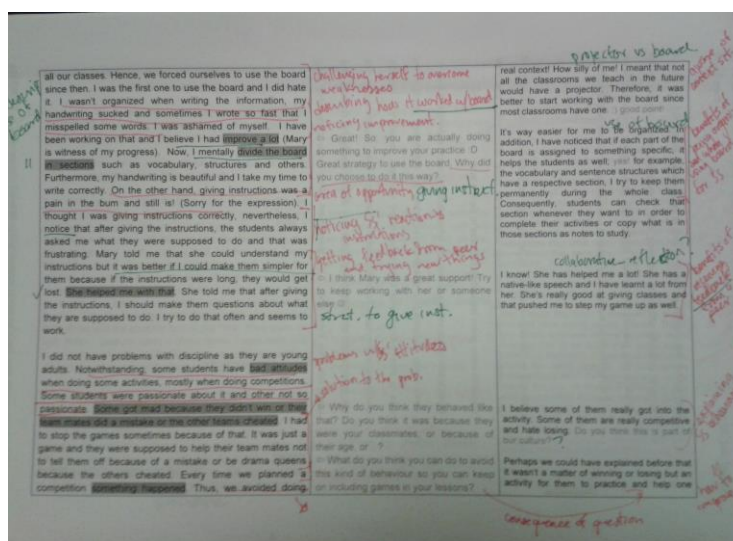 projector vs board
all our classes. Hence, we forced ourselves to use the board
since then. I was the first one to use the board and I did hate
it. I wasn't organized when writing the information, my
handwriting sucked and sometimes I wrote so fast that I
misspelled some words. I was ashamed of myself. I have
been working on that and I believe I had improve a lot (Mary
is witness of my progress). Now, I mentally divide the board
in sections such as vocabulary, structures and others.
Furthermore, my handwriting is beautiful and I take my time to
write correctly. On the other hand, giving instructions was a
pain in the bum and still is! (Sorry for the expression). I
thought I was giving instructions correctly, nevertheless, I
notice that after giving the instructions, the students always
asked me what they were supposed to do and that was
frustrating. Mary told me that she could understand my
instructions but it was better if I could make them simpler for
them because if the instructions were long, they would get
lost. She helped me with that. She told me that after giving
the instructions, I should make them questions about what
they are supposed to do. I try to do that often and seems to
work.
I did not have problems with discipline as they are young
adults. Notwithstanding, some students have bad attitudes
when doing some activities, mostly when doing competitions.
Some students were passionate about it and other not so
passionate. Some got mad because they didn't win or their
team mates did a mistake or the other teams cheated. I had
to stop the games sometimes because of that. It was just a
game and they were supposed to help their team mates not
to tell them off because of a mistake or be drama queens
because the others cheated. Every time we planned a
competition something happened. Thus, we avoided doing
challenging herself to overcome
weaknesses
describing how it worked w/ board
noticing improvement
Great! So, you are actually doing
something to improve your practice :D
Great strategy to use the board. Why did
you choose to do it this way?
area of opportunity, giving instruct.
noticing Ss' reactions
instructions
getting feedback from peer
and trying new things
I think Mary was a great support! Try
to keep working with her or someone
else
strat. to give inst.
problems w/ Ss' attitudes
solution to the prob.
Why do you think they behaved like
that? Do you think it was because they
were your classmates, or because of
their age, or ?
What do you think you can do to avoid
this kind of behaviour so you can keep
on including games in your lessons?
real context! How silly of me! I meant that not
all the classrooms we teach in the future
would have a projector. Therefore, it was
better to start working with the board since
most classrooms have one. good point!
use of board
It's way easier for me to be organized. In
addition, I have noticed that if each part of the
board is assigned to something specific, it
helps the students as well; for example,
the vocabulary and sentence structures which
have a respective section, I try to keep them
permanently during the whole class.
Consequently, students can check that
section whenever they want to in order to
complete their activities or copy what is in
those sections as notes to study.
collaborative reflection?
I know! She has helped me a lot! She has a
native-like speech and I have learnt a lot from
her. She's really good at giving classes and
that pushed me to step my game up as well.
I believe some of them really got into the
activity. Some of them are really competitive
and hate losing. Do you think this is part of
our culture?
Perhaps we could have explained before that
it wasn't a matter of winning or losing but an
activity for them to practice and help one
consequence of question